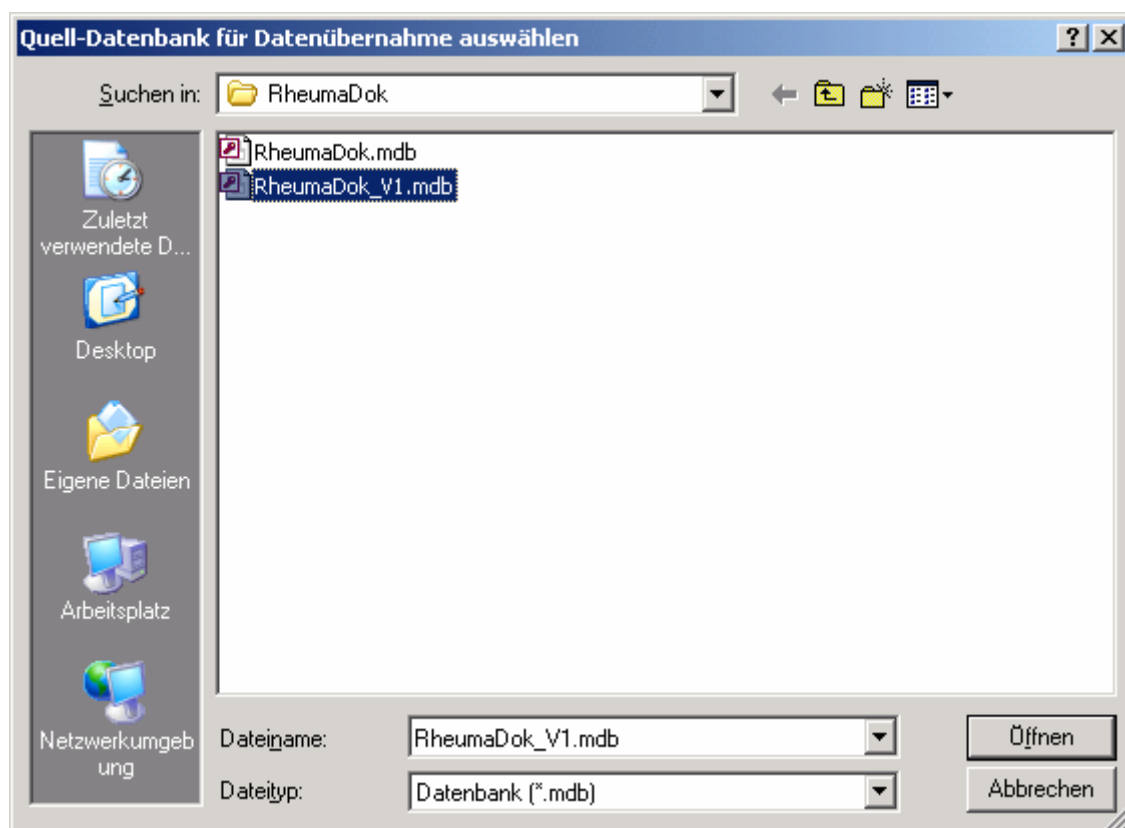 Quell-Datenbank für Datenübernahme auswählen
Suchen in:
RheumaDok
RheumaDok.mdb
RheumaDok_V1.mdb
Zuletzt
verwendete D...
Desktop
Eigene Dateien
Arbeitsplatz
Netzwerkumgeb
ung
Dateiname:
RheumaDok_V1.mdb
Öffnen
Dateityp:
Datenbank (*.mdb)
Abbrechen